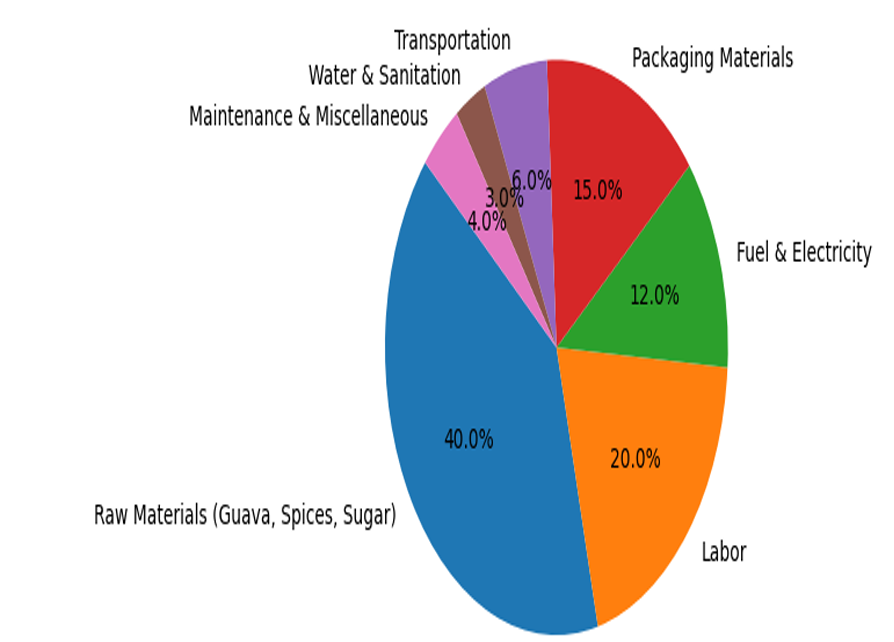 Transportation
Packaging Materials
Water & Sanitation
Maintenance & Miscellaneous
6.0%
15.0%
3.0%
4.0%
Fuel & Electricity
12.0%
40.0%
20.0%
Raw Materials (Guava, Spices, Sugar)
Labor